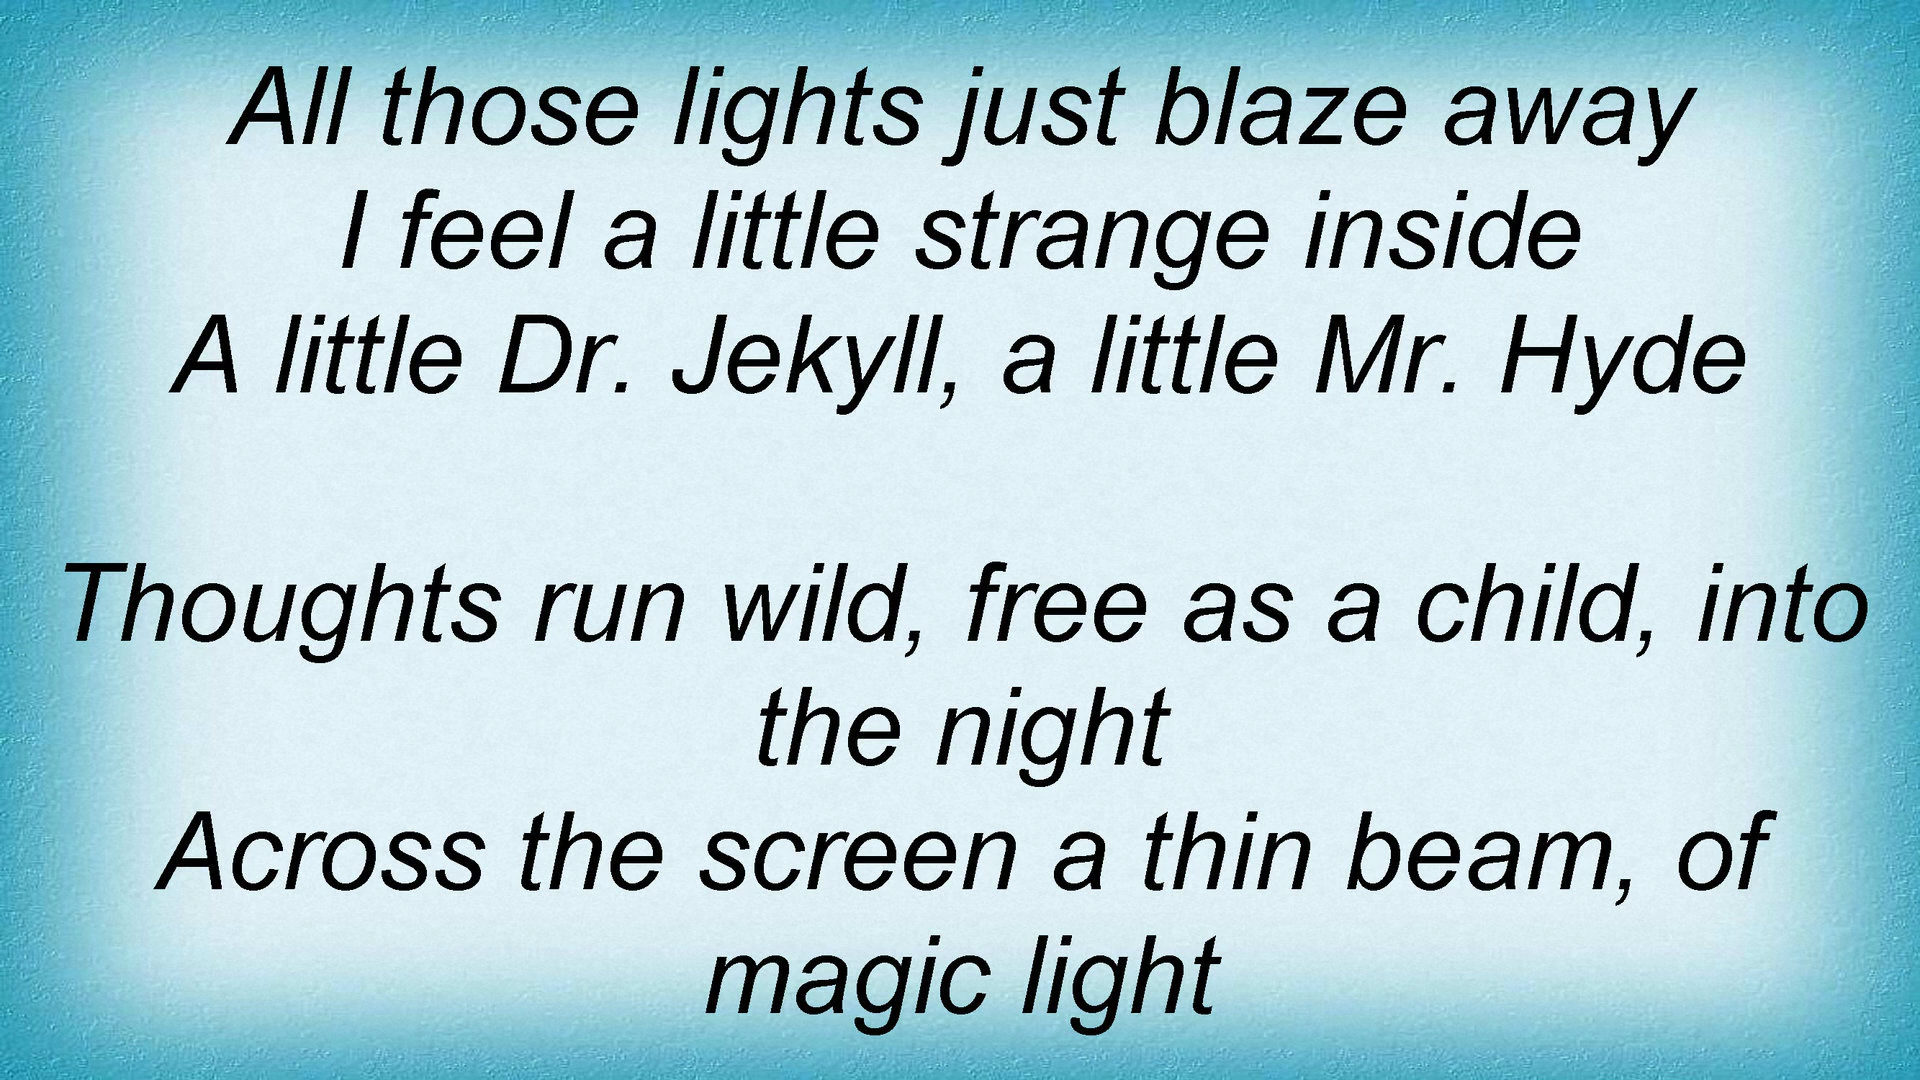 All those lights just blaze away
I feel a little strange inside
A little Dr. Jekyll, a little Mr. Hyde
Thoughts run wild, free as a child, into
the night
Across the screen a thin beam, of
magic light